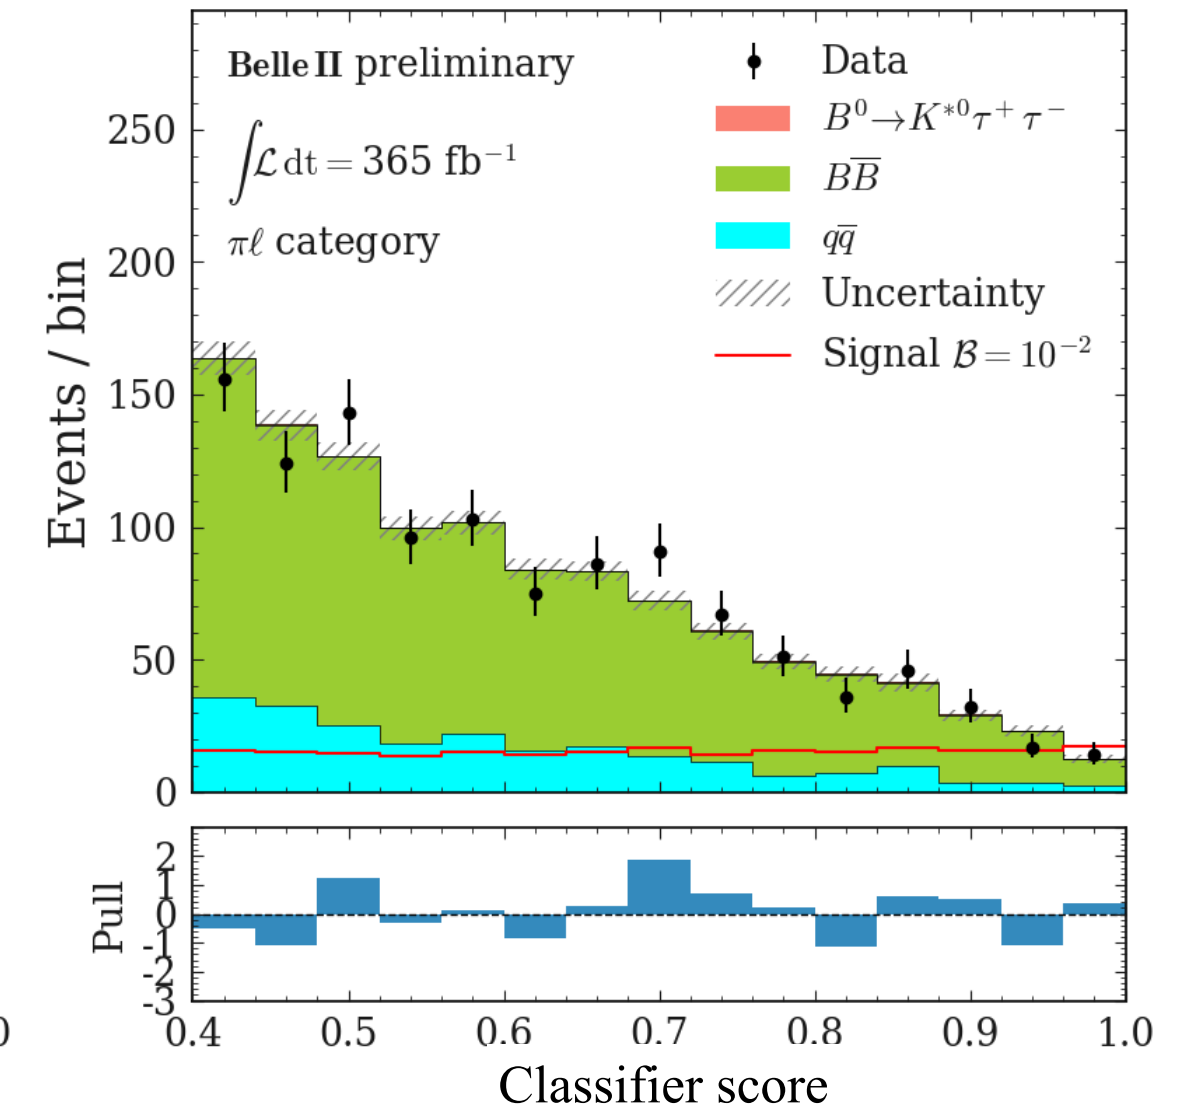 Belle II preliminary
∫ℒ dt = 365 fb⁻¹
πℓ category
Data
B⁰→K*⁰τ⁺τ⁻
BB̅
qq̅
Uncertainty
Signal ℬ = 10⁻²
Events / bin
250
200
150
100
50
0
Pull
2
1
0
-1
-2
-3
0
0.4 0.5 0.6 0.7 0.8 0.9 1.0
Classifier score